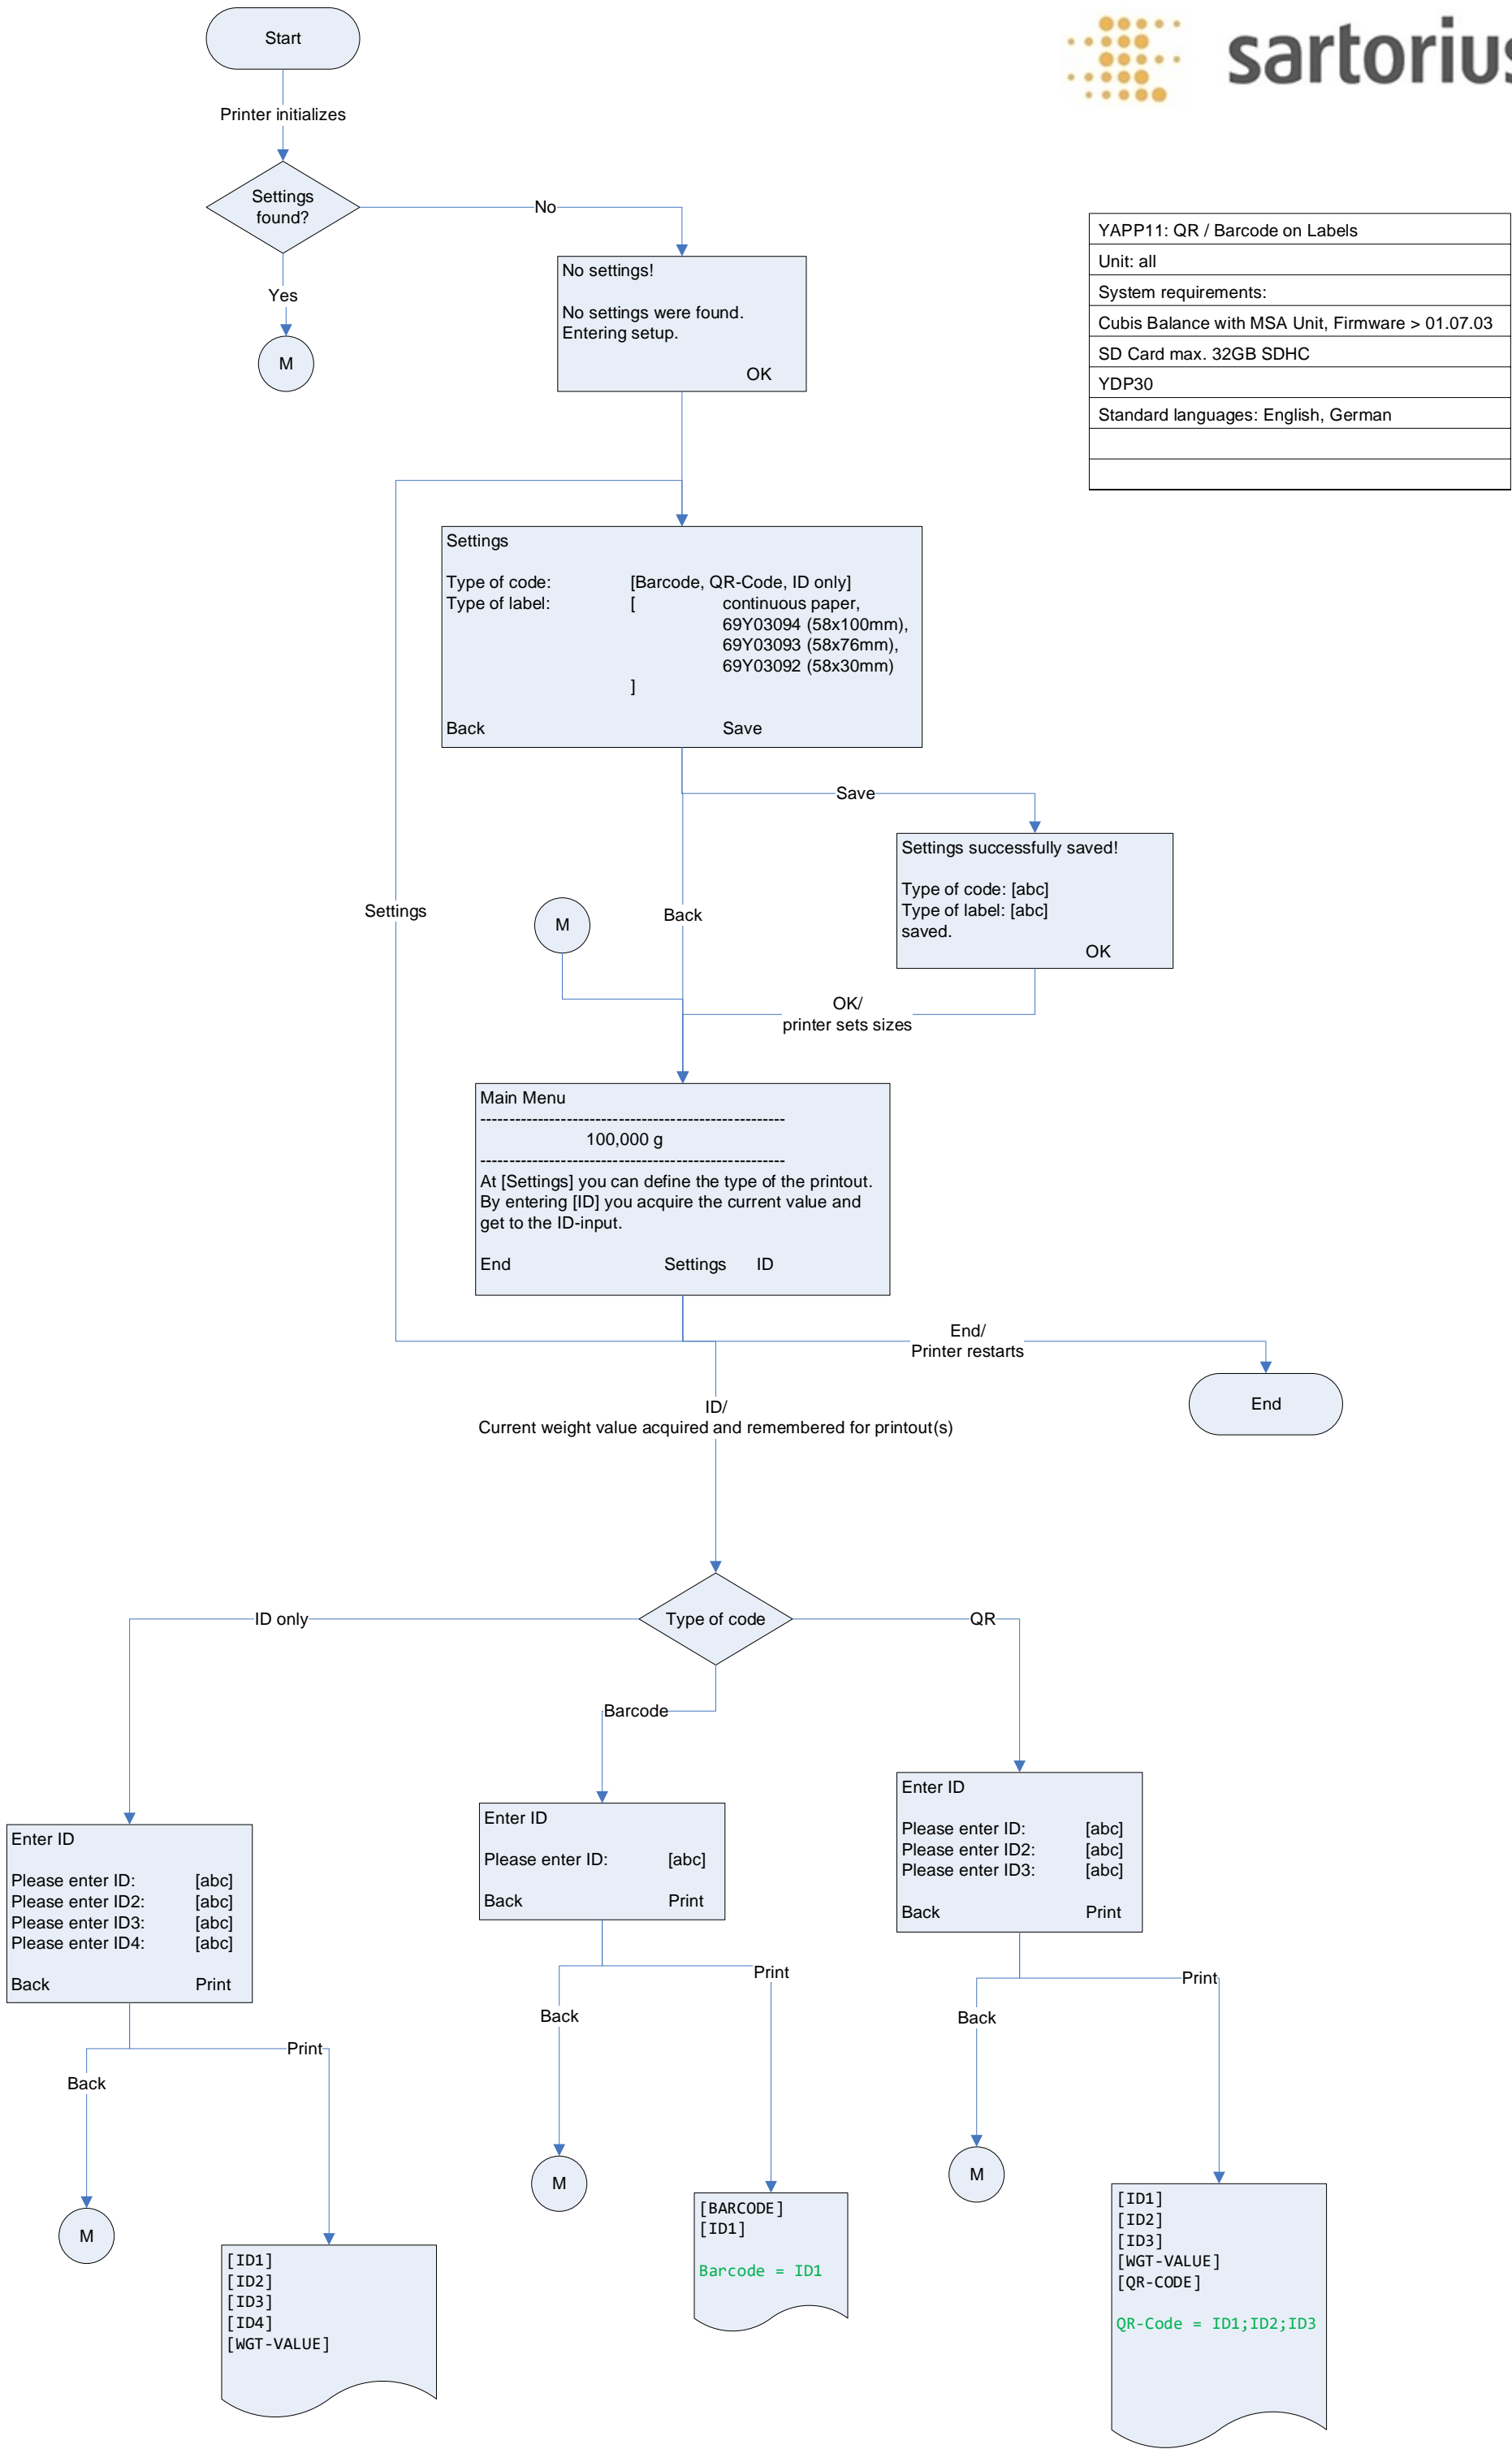 Start
sartorius
Printer initializes
Settings
found?
No
YAPP11: QR / Barcode on Labels
Unit: all
System requirements:
Cubis Balance with MSA Unit, Firmware > 01.07.03
SD Card max. 32GB SDHC
YDP30
Standard languages: English, German
No settings!
No settings were found.
Entering setup.
OK
Yes
M
Settings
Type of code: [Barcode, QR-Code, ID only]
Type of label: [ continuous paper,
69Y03094 (58x100mm),
69Y03093 (58x76mm),
69Y03092 (58x30mm)
]
Back Save
Save
Settings successfully saved!
Type of code: [abc]
Type of label: [abc]
saved.
OK
Settings
M
Back
OK/
printer sets sizes
Main Menu
-----------------------------------------------------
100,000 g
-----------------------------------------------------
At [Settings] you can define the type of the printout.
By entering [ID] you acquire the current value and
get to the ID-input.
End Settings ID
End/
Printer restarts
End
ID/
Current weight value acquired and remembered for printout(s)
Type of code
ID only
QR
Barcode
Enter ID
Please enter ID: [abc]
Please enter ID2: [abc]
Please enter ID3: [abc]
Please enter ID4: [abc]
Back Print
Enter ID
Please enter ID: [abc]
Back Print
Enter ID
Please enter ID: [abc]
Please enter ID2: [abc]
Please enter ID3: [abc]
Back Print
Print
Back
M
[ID1]
[ID2]
[ID3]
[ID4]
[WGT-VALUE]
Print
Back
M
[BARCODE]
[ID1]
Barcode = ID1
Print
Back
M
[ID1]
[ID2]
[ID3]
[WGT-VALUE]
[QR-CODE]
QR-Code = ID1;ID2;ID3